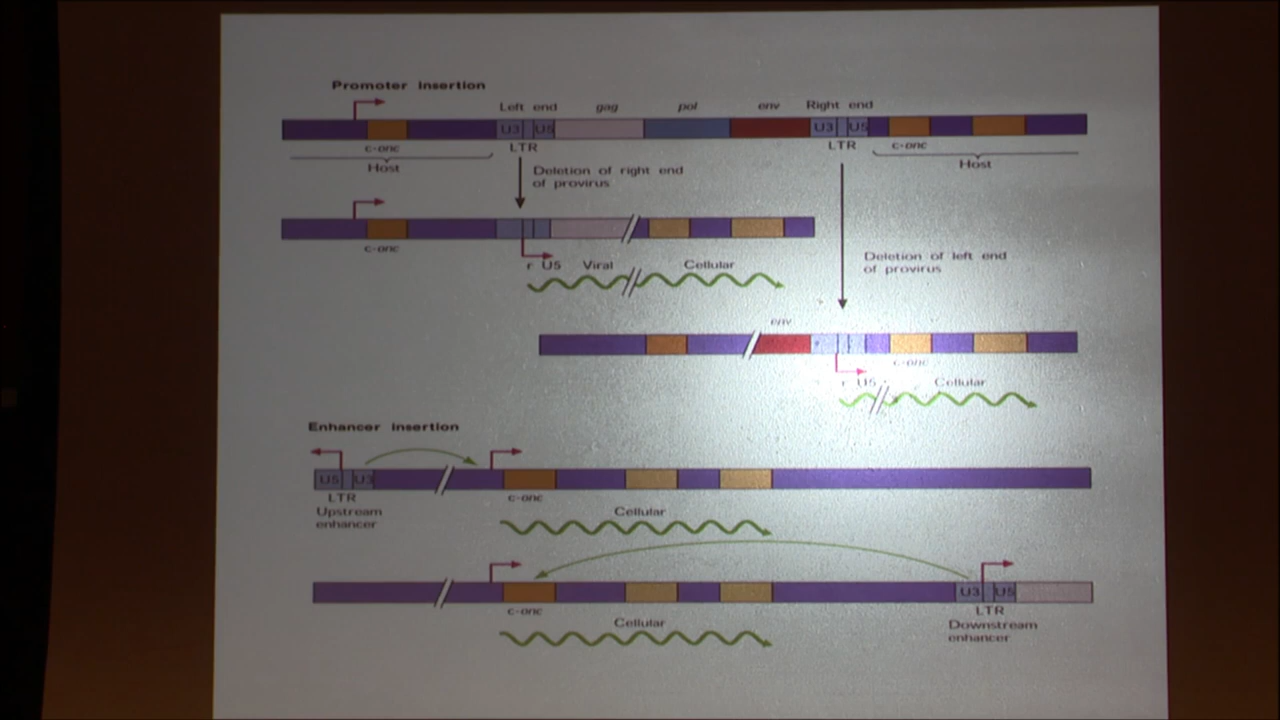 Promoter insertion
Left end gag pol env Right end
U3 U5 U3 U5
c-onc LTR LTR c-onc
Host Host
Deletion of right end
of provirus
c-onc
r U5 Viral Cellular
Deletion of left end
of provirus
env
c-onc
r U5 Cellular
Enhancer insertion
U5 U3
LTR c-onc
Upstream
enhancer
Cellular
U3 U5
c-onc LTR
Cellular Downstream
enhancer